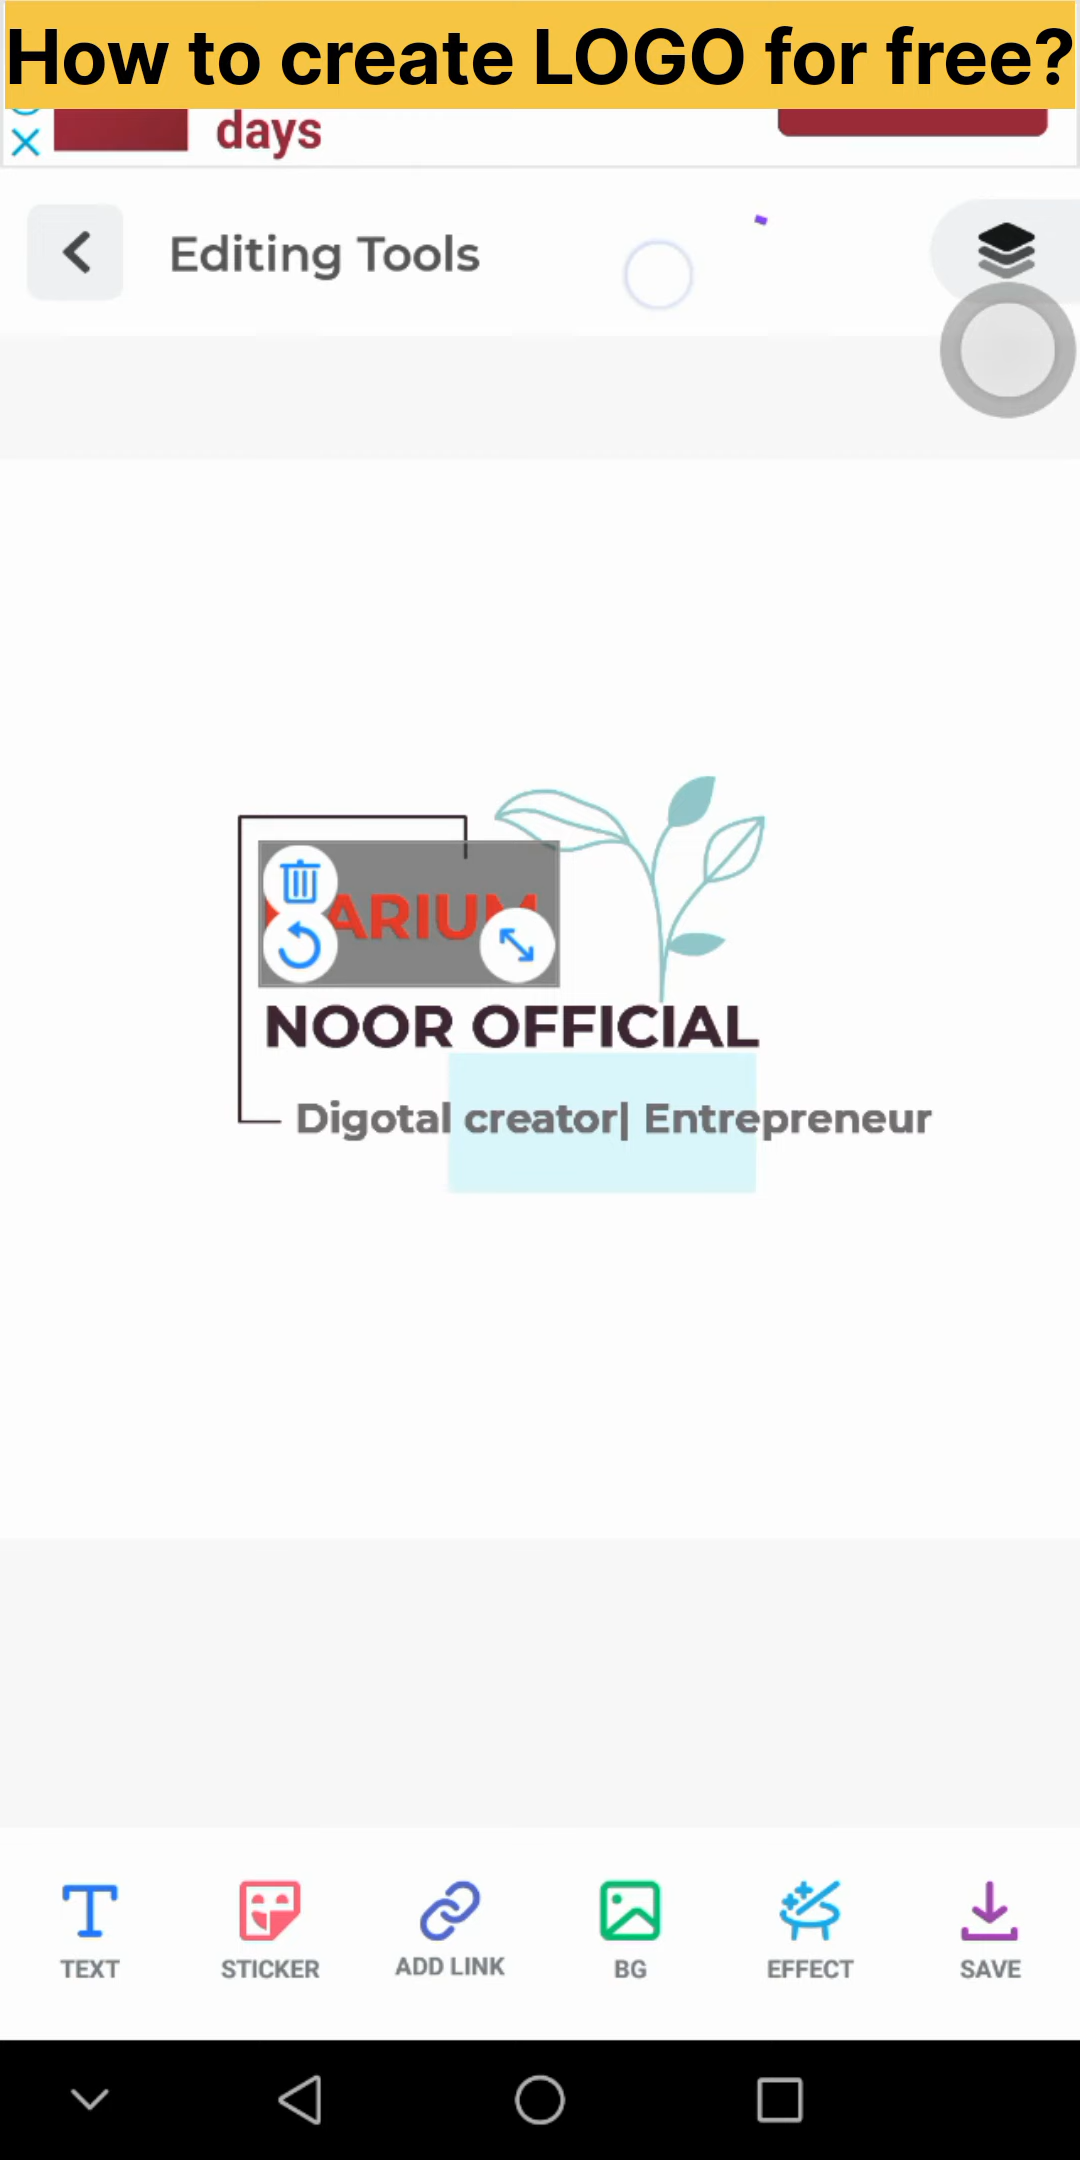 How to create LOGO for free?
days
Editing Tools
ARIUM
NOOR OFFICIAL
Digotal creator| Entrepreneur
TEXT
STICKER
ADD LINK
BG
EFFECT
SAVE